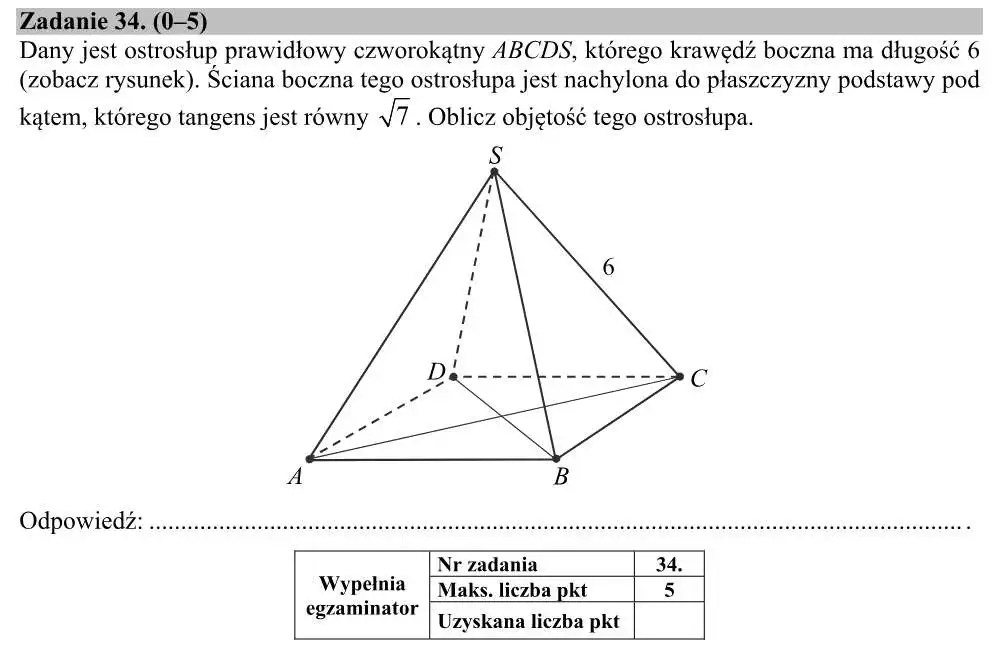 Zadanie 34. (0–5)
Dany jest ostrosłup prawidłowy czworokątny ABCDS, którego krawędź boczna ma długość 6
(zobacz rysunek). Ściana boczna tego ostrosłupa jest nachylona do płaszczyzny podstawy pod
kątem, którego tangens jest równy √7 . Oblicz objętość tego ostrosłupa.
S
6
D
C
A
B
Odpowiedź: .................................................................................................................................. .
Wypełnia
egzaminator
Nr zadania 34.
Maks. liczba pkt 5
Uzyskana liczba pkt